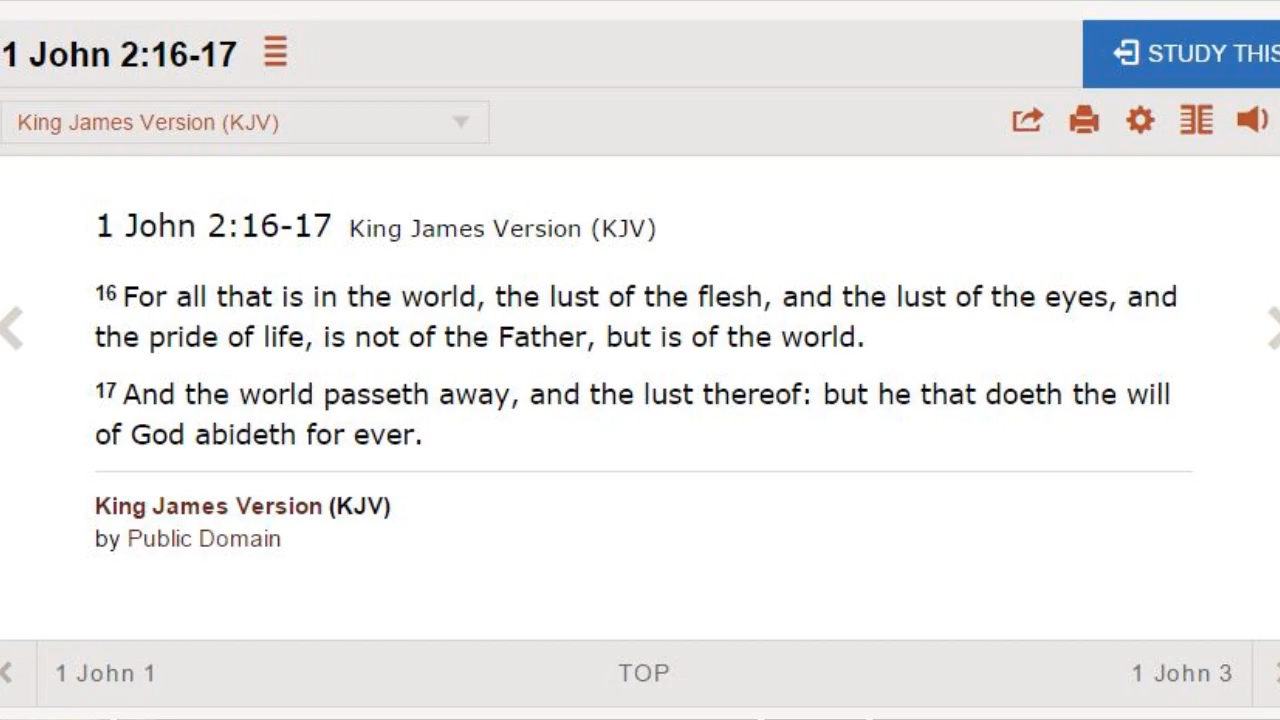 1 John 2:16-17
STUDY THIS
King James Version (KJV)
1 John 2:16-17 King James Version (KJV)
16 For all that is in the world, the lust of the flesh, and the lust of the eyes, and
the pride of life, is not of the Father, but is of the world.
17 And the world passeth away, and the lust thereof: but he that doeth the will
of God abideth for ever.
King James Version (KJV)
by Public Domain
1 John 1
TOP
1 John 3